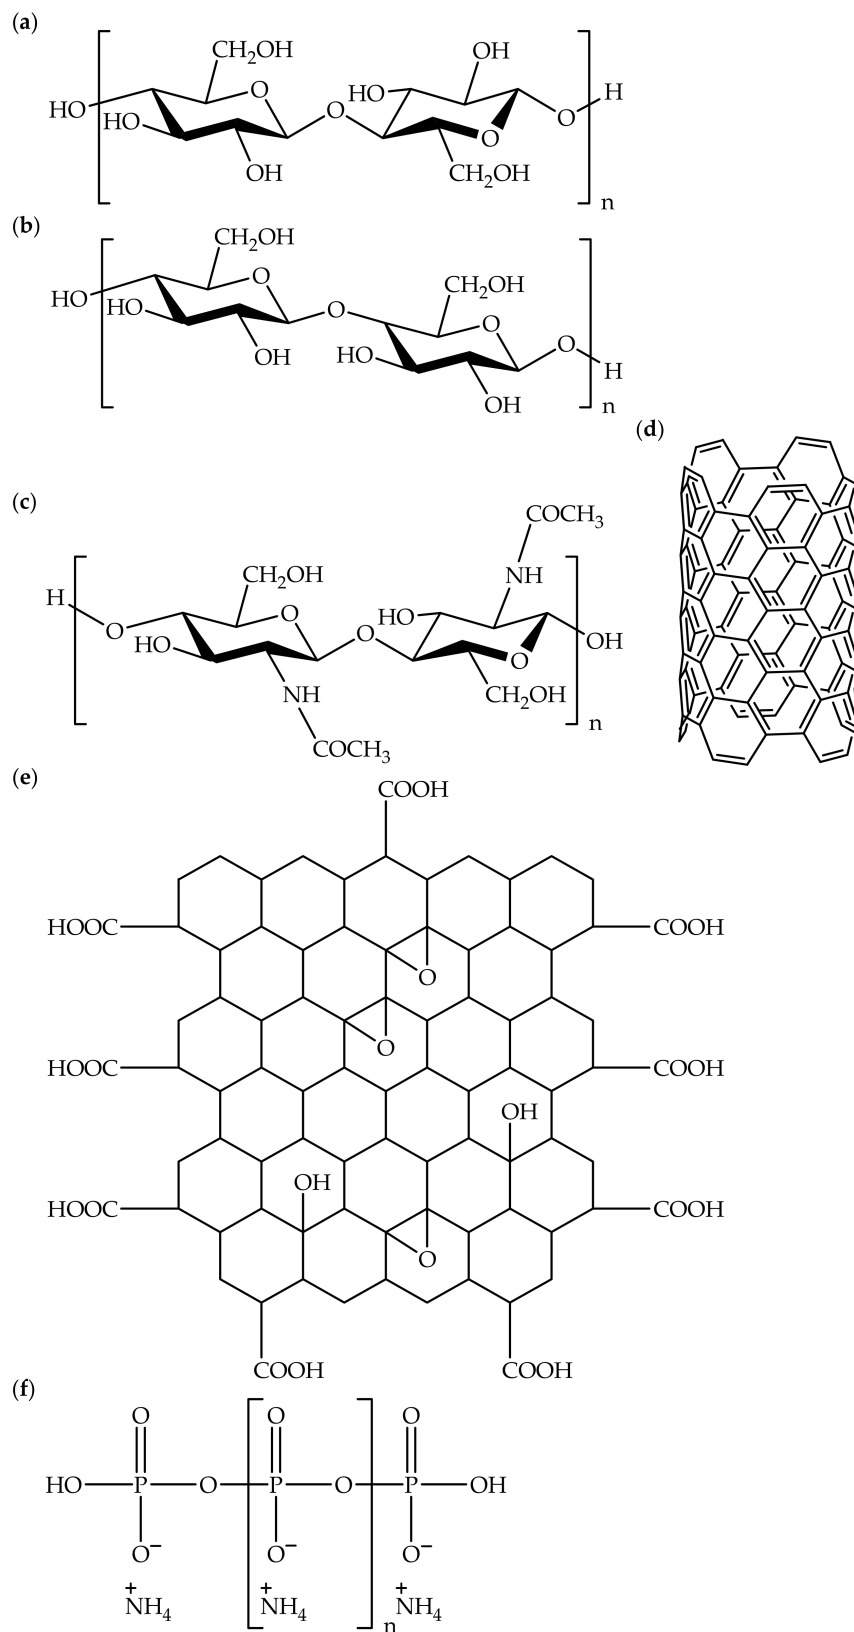 (a)
CH₂OH
OH
HO
O
O
HO
H
HO
O
O
OH
CH₂OH
n
(b)
CH₂OH
O
CH₂OH
HO
HO
O
O
O
OH
HO
H
OH
n
(d)
(c)
COCH₃
NH
CH₂OH
H
O
HO
O
HO
O
OH
O
NH
CH₂OH
n
COCH₃
(e)
COOH
HOOC
COOH
O
O
HOOC
COOH
OH
OH
HOOC
COOH
O
COOH
COOH
(f)
O
O
O
HO
P
O
P
O
P
OH
O⁻
O⁻
O⁻
+
+
+
NH₄
NH₄
NH₄
n